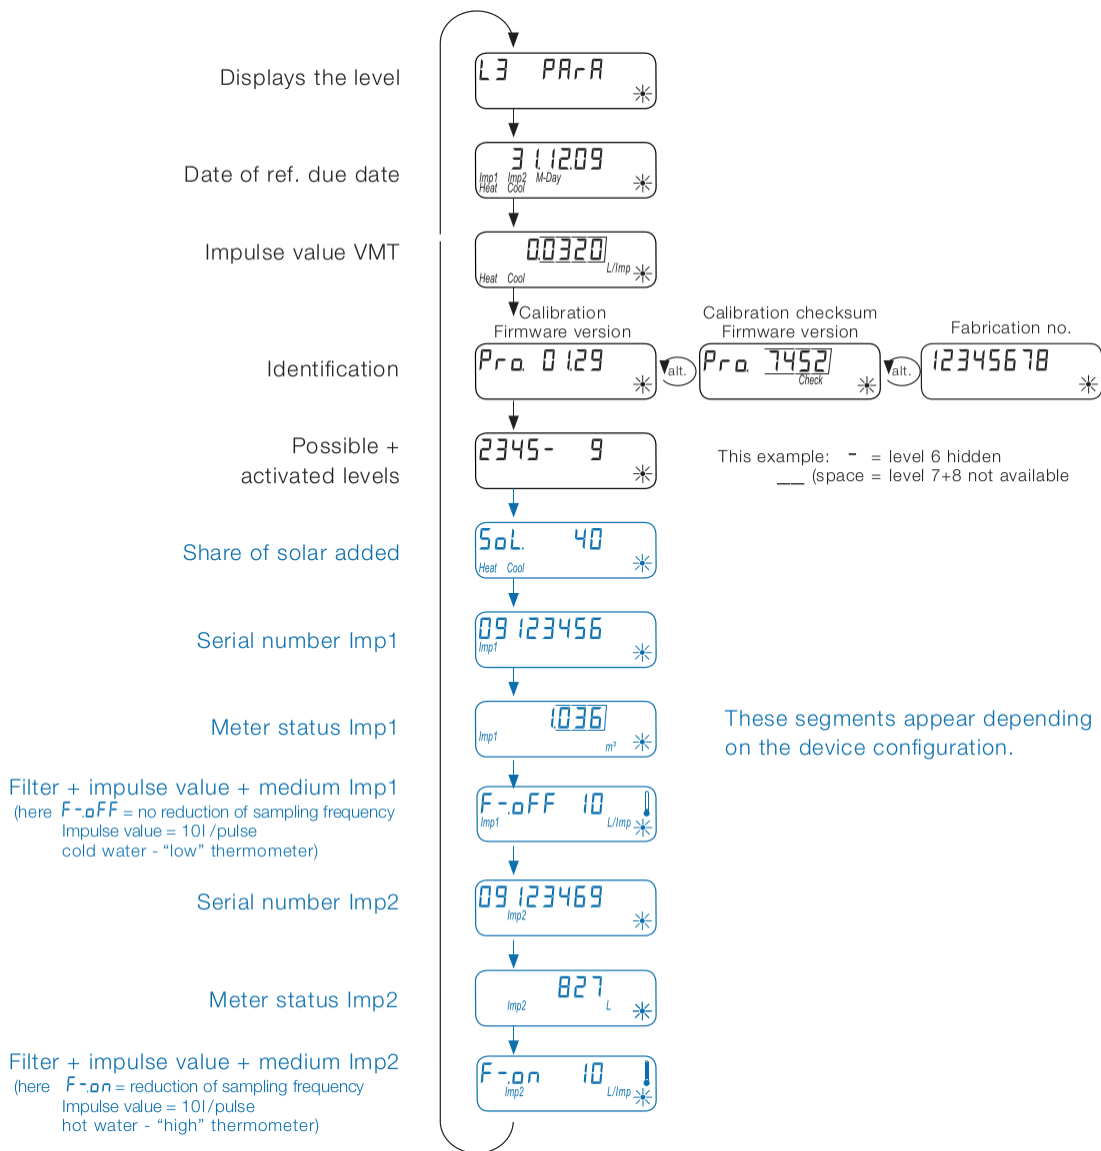 Displays the level
L3 PArA
Date of ref. due date
31.12.09
Imp1 Imp2 M-Day
Heat Cool
Impulse value VMT
0.0320
L/Imp
Heat Cool
Calibration
Firmware version
Calibration checksum
Firmware version
Fabrication no.
Identification
Pro. 01.29
alt.
Pro. 7452
Check
alt.
12345678
Possible +
activated levels
2345- 9
This example: - = level 6 hidden
__ (space = level 7+8 not available
Share of solar added
SoL. 40
Heat Cool
Serial number Imp1
09123456
Imp1
Meter status Imp1
1.036
Imp1
m³
These segments appear depending
on the device configuration.
Filter + impulse value + medium Imp1
(here F-.oFF = no reduction of sampling frequency
Impulse value = 10l/pulse
cold water - “low” thermometer)
F-.oFF 10
Imp1 L/Imp
Serial number Imp2
09123469
Imp2
Meter status Imp2
827
Imp2 L
Filter + impulse value + medium Imp2
(here F-.on = reduction of sampling frequency
Impulse value = 10l/pulse
hot water - “high” thermometer)
F-.on 10
Imp2 L/Imp